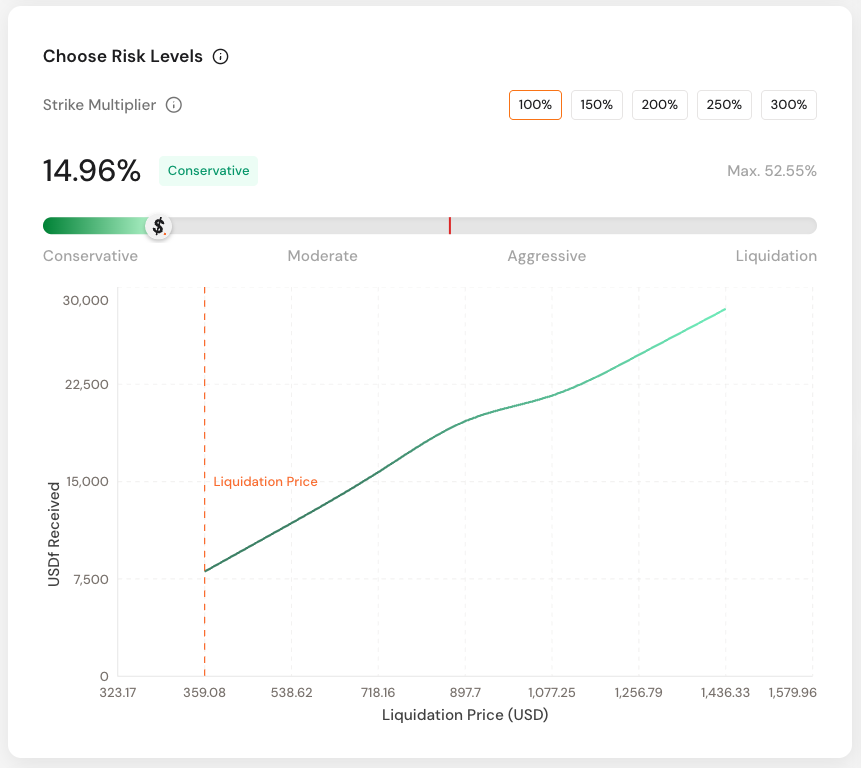 Choose Risk Levels
Strike Multiplier
100% 150% 200% 250% 300%
14.96% Conservative Max. 52.55%
$
Conservative Moderate Aggressive Liquidation
30,000
22,500
15,000
7,500
0
USDf Received
Liquidation Price
323.17 359.08 538.62 718.16 897.7 1,077.25 1,256.79 1,436.33 1,579.96
Liquidation Price (USD)